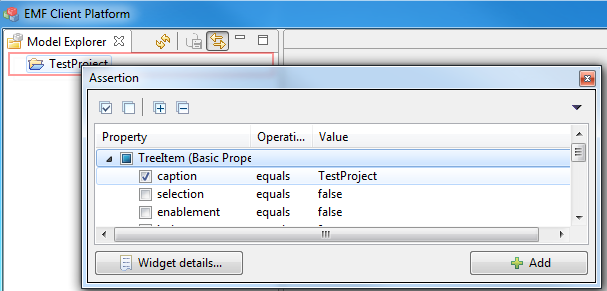 EMF Client Platform
Model Explorer
TestProject
Assertion
Property Operati... Value
TreeItem (Basic Prope
caption equals TestProject
selection equals false
enablement equals false
Widget details... Add